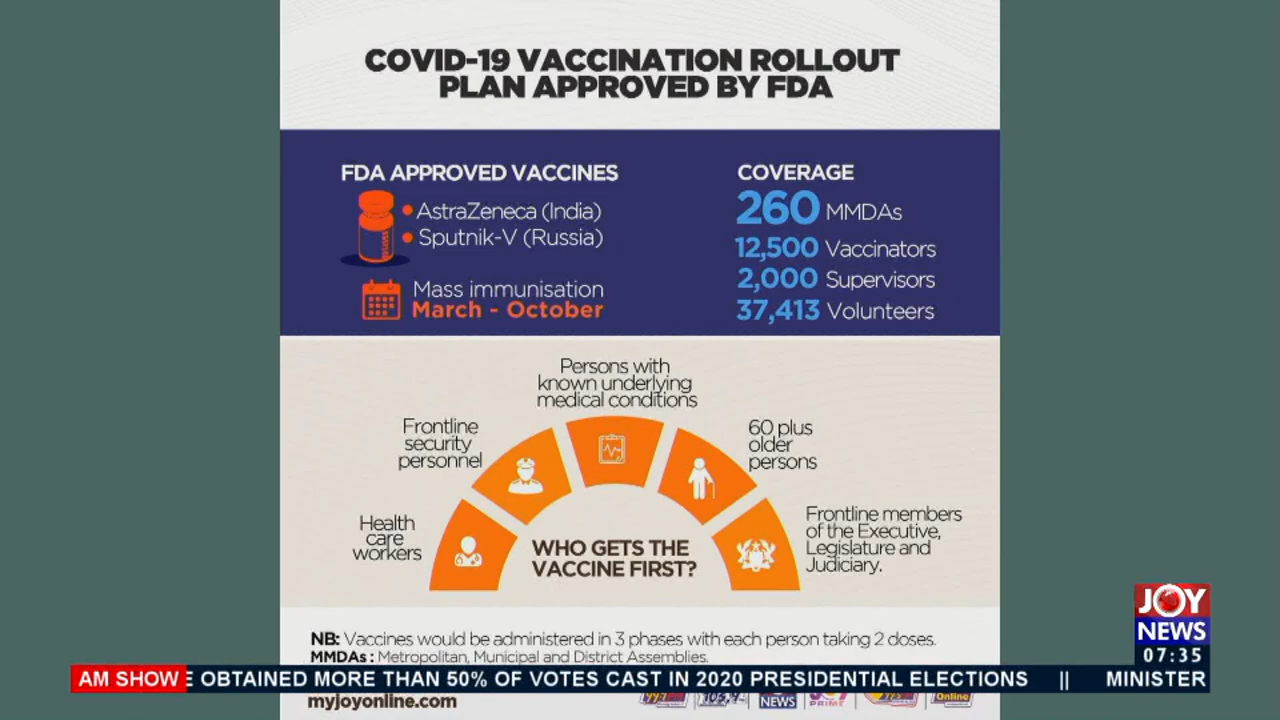 COVID-19 VACCINATION ROLLOUT
PLAN APPROVED BY FDA
FDA APPROVED VACCINES
AstraZeneca (India)
Sputnik-V (Russia)
Mass immunisation
March - October
COVERAGE
260 MMDAs
12,500 Vaccinators
2,000 Supervisors
37,413 Volunteers
Persons with
known underlying
medical conditions
Frontline
security
personnel
60 plus
older
persons
Health
care
workers
Frontline members
of the Executive,
Legislature and
Judiciary.
WHO GETS THE
VACCINE FIRST?
NB: Vaccines would be administered in 3 phases with each person taking 2 doses.
MMDAs : Metropolitan, Municipal and District Assemblies.
JOY
NEWS
07:35
AM SHOW
E OBTAINED MORE THAN 50% OF VOTES CAST IN 2020 PRESIDENTIAL ELECTIONS || MINISTER
myjoyonline.com
NEWS
PRIME
Online